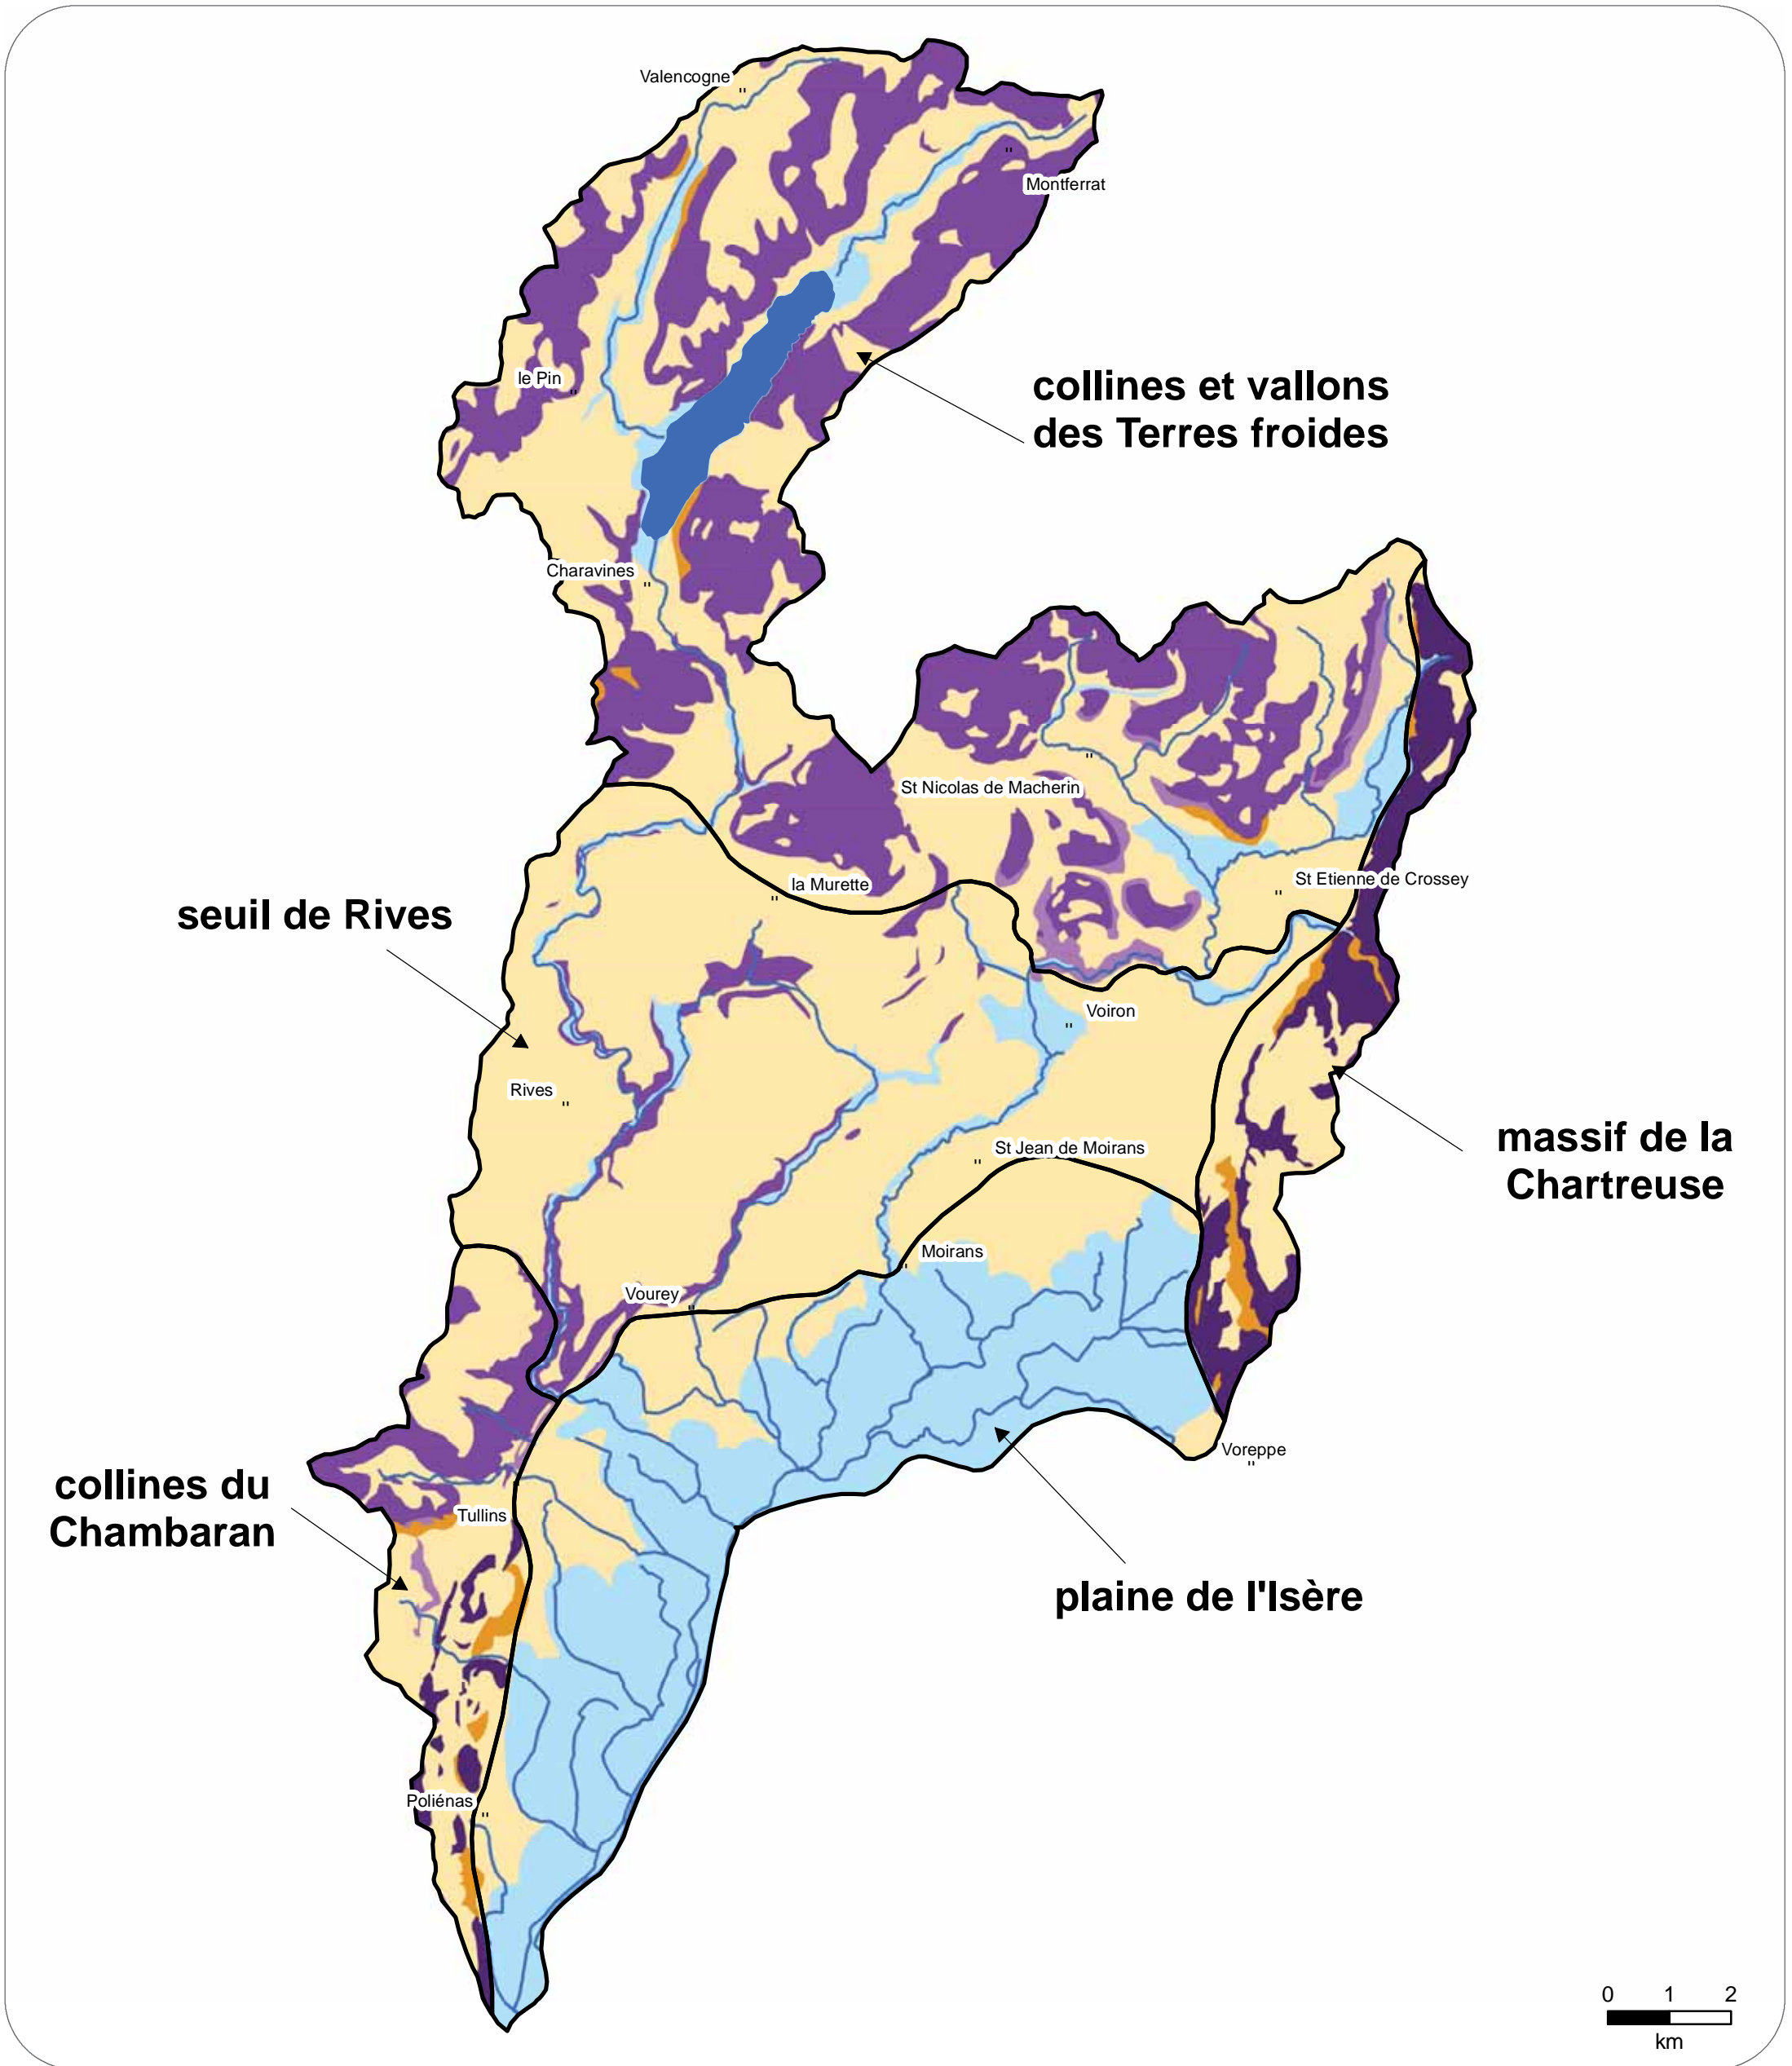 Valencogne
Montferrat
le Pin
collines et vallons
des Terres froides
Charavines
St Nicolas de Macherin
la Murette
St Etienne de Crossey
seuil de Rives
Voiron
Rives
St Jean de Moirans
massif de la
Chartreuse
Moirans
Vourey
Voreppe
collines du
Chambaran
Tullins
plaine de l'Isère
Poliénas
0 1 2
km